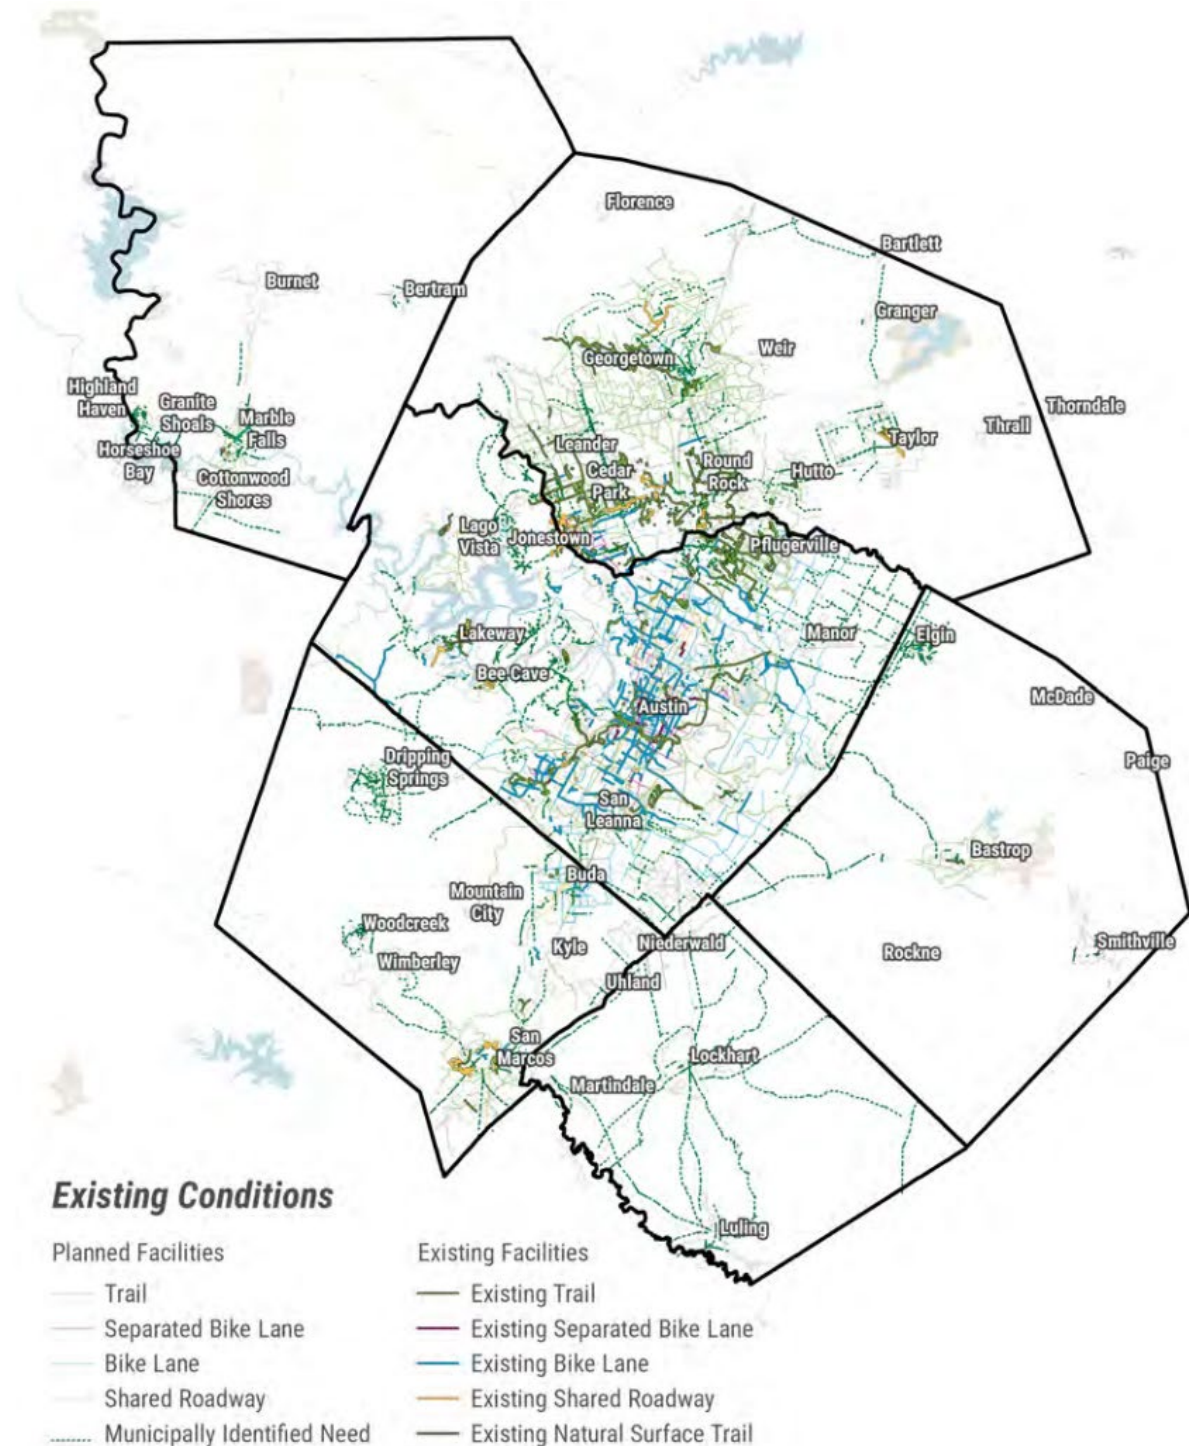 Florence
Bartlett
Burnet
Bertram
Granger
Georgetown
Weir
Highland
Haven
Granite
Shoals
Marble
Falls
Thorndale
Thrall
Horseshoe
Bay
Leander
Taylor
Cottonwood
Shores
Cedar
Park
Round
Rock
Hutto
Lago
Vista
Jonestown
Pflugerville
Lakeway
Manor
Elgin
Bee Cave
McDade
Austin
Dripping
Springs
Paige
San
Leanna
Bastrop
Buda
Mountain
City
Woodcreek
Kyle
Niederwald
Smithville
Wimberley
Rockne
Uhland
San
Marcos
Lockhart
Martindale
Luling
Existing Conditions
Planned Facilities
Trail
Separated Bike Lane
Bike Lane
Shared Roadway
Municipally Identified Need
Existing Facilities
Existing Trail
Existing Separated Bike Lane
Existing Bike Lane
Existing Shared Roadway
Existing Natural Surface Trail